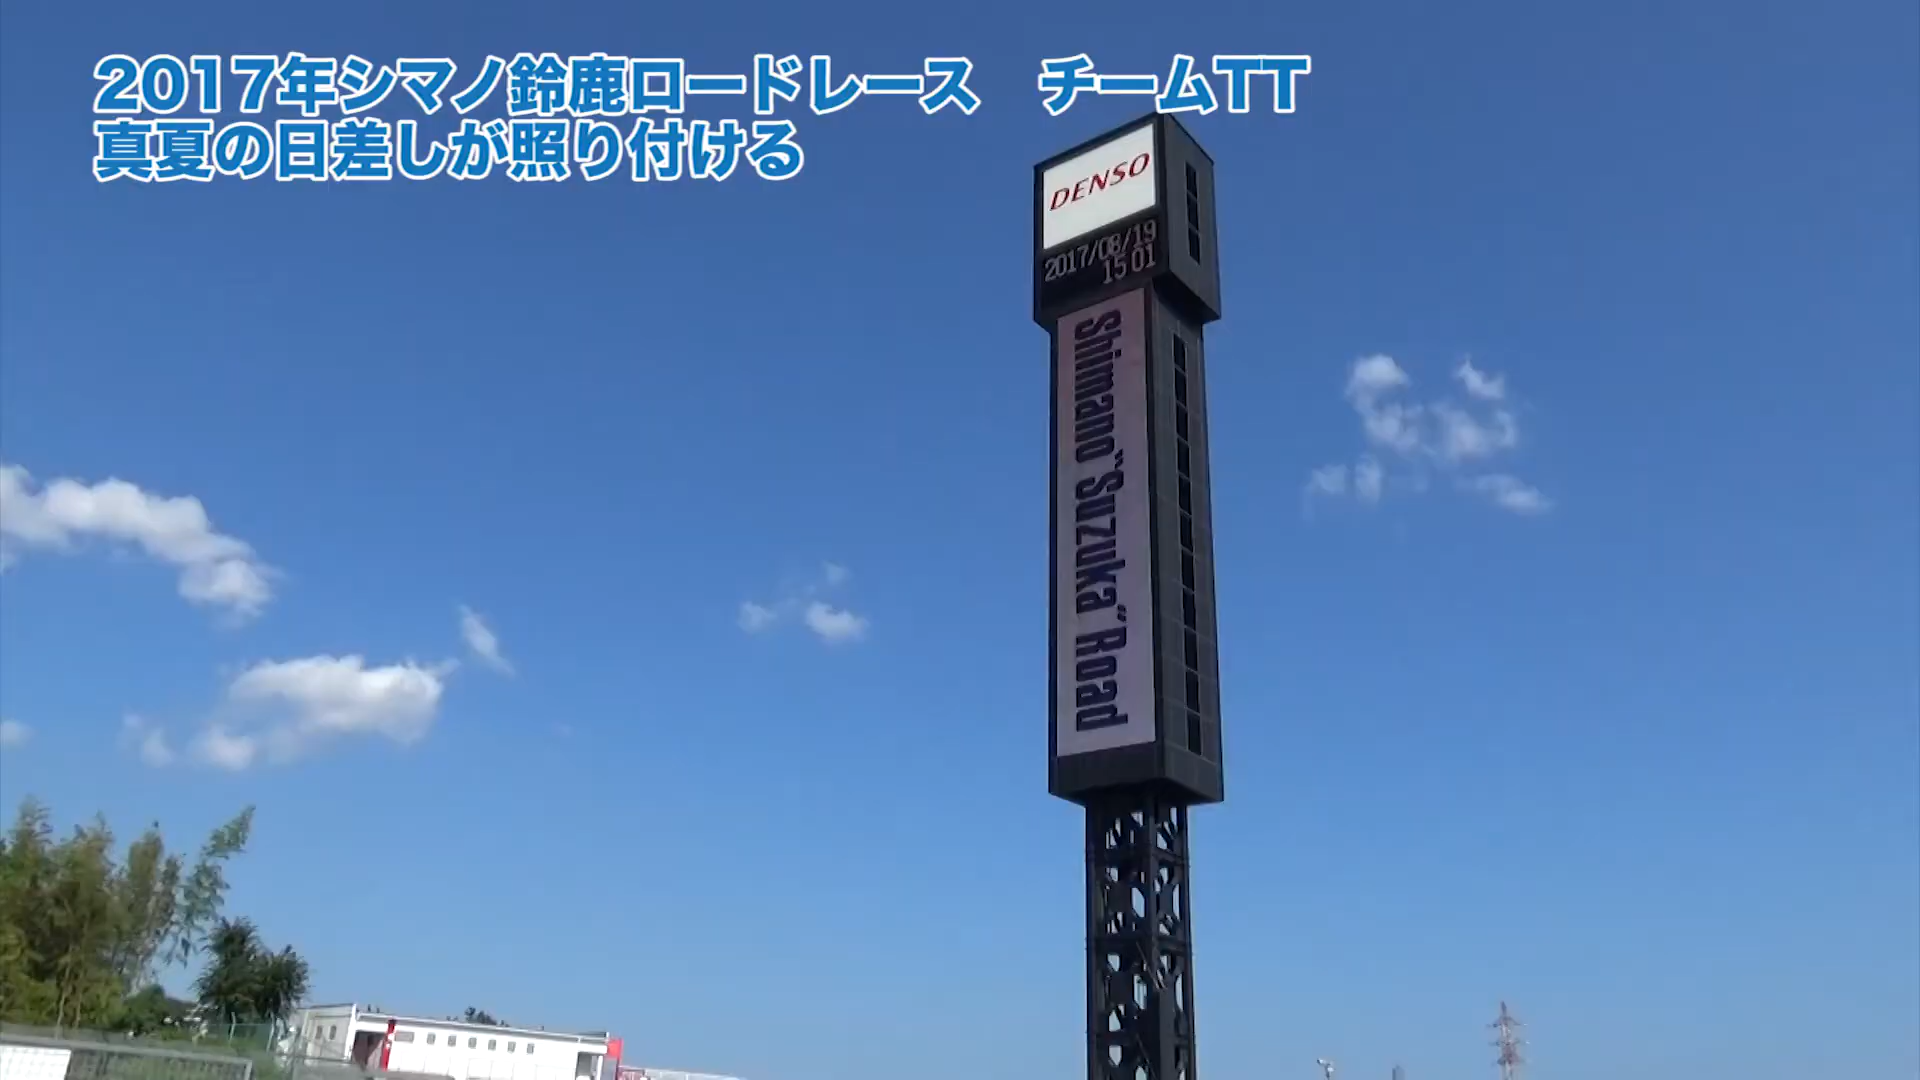 2017年シマノ鈴鹿ロードレース　チームTT
真夏の日差しが照り付ける
DENSO
2017/08/19
15 01
Shimano "Suzuka" Road